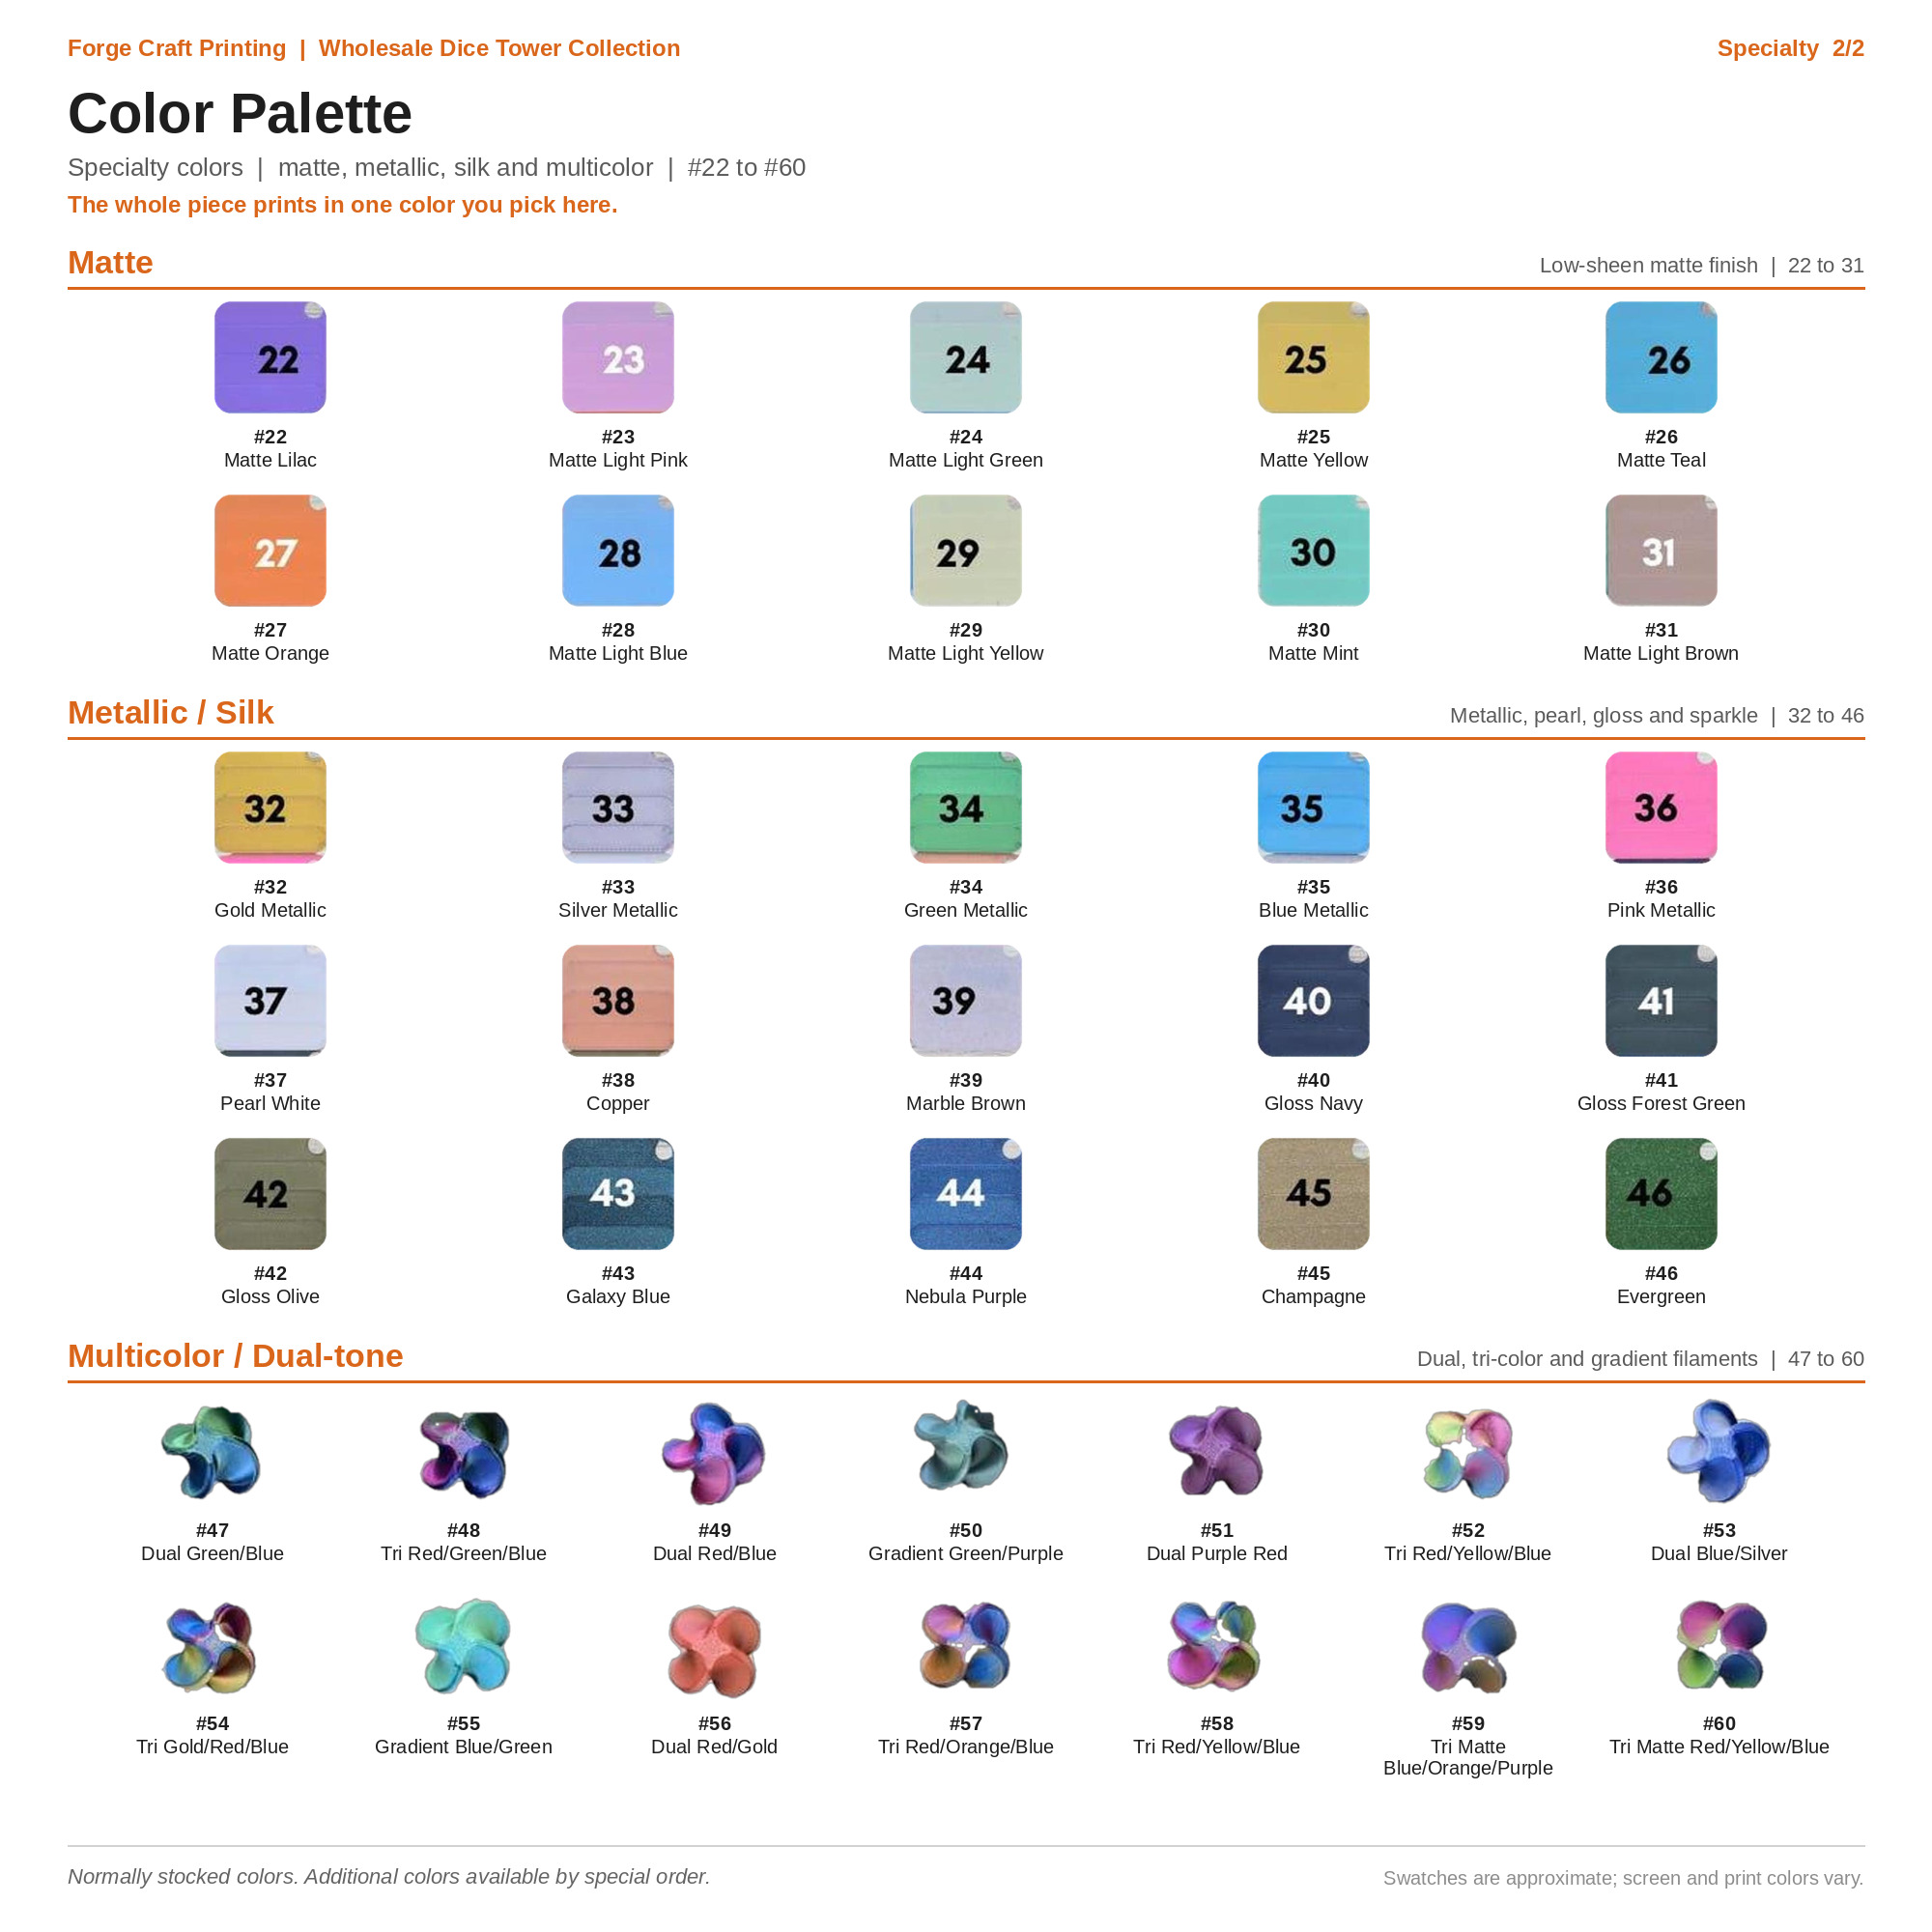 Forge Craft Printing | Wholesale Dice Tower Collection
Specialty 2/2
Color Palette
Specialty colors | matte, metallic, silk and multicolor | #22 to #60
The whole piece prints in one color you pick here.
Matte
Low-sheen matte finish | 22 to 31
22 23 24 25 26
#22 #23 #24 #25 #26
Matte Lilac Matte Light Pink Matte Light Green Matte Yellow Matte Teal
27 28 29 30 31
#27 #28 #29 #30 #31
Matte Orange Matte Light Blue Matte Light Yellow Matte Mint Matte Light Brown
Metallic / Silk
Metallic, pearl, gloss and sparkle | 32 to 46
32 33 34 35 36
#32 #33 #34 #35 #36
Gold Metallic Silver Metallic Green Metallic Blue Metallic Pink Metallic
37 38 39 40 41
#37 #38 #39 #40 #41
Pearl White Copper Marble Brown Gloss Navy Gloss Forest Green
42 43 44 45 46
#42 #43 #44 #45 #46
Gloss Olive Galaxy Blue Nebula Purple Champagne Evergreen
Multicolor / Dual-tone
Dual, tri-color and gradient filaments | 47 to 60
#47 #48 #49 #50 #51 #52 #53
Dual Green/Blue Tri Red/Green/Blue Dual Red/Blue Gradient Green/Purple Dual Purple Red Tri Red/Yellow/Blue Dual Blue/Silver
#54 #55 #56 #57 #58 #59 #60
Tri Gold/Red/Blue Gradient Blue/Green Dual Red/Gold Tri Red/Orange/Blue Tri Red/Yellow/Blue Tri Matte Tri Matte Red/Yellow/Blue
Blue/Orange/Purple
Normally stocked colors. Additional colors available by special order.
Swatches are approximate; screen and print colors vary.